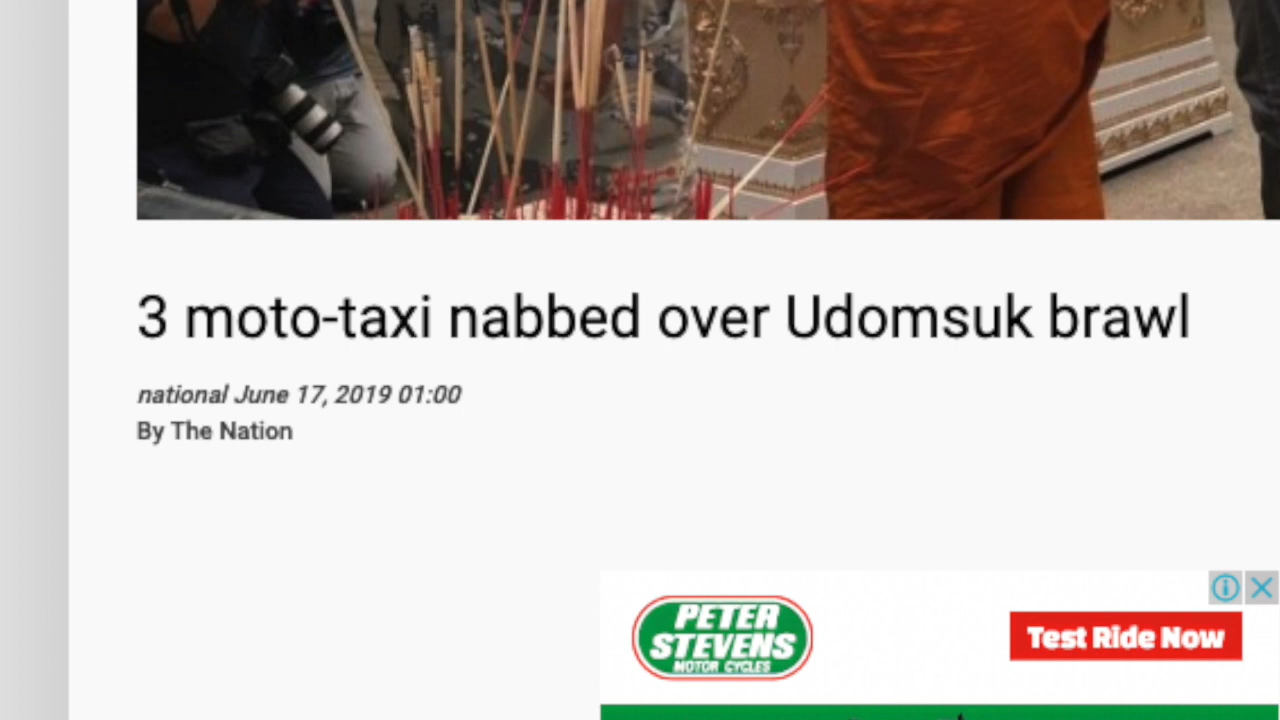 3 moto-taxi nabbed over Udomsuk brawl
national June 17, 2019 01:00
By The Nation
PETER
STEVENS
MOTOR CYCLES
Test Ride Now